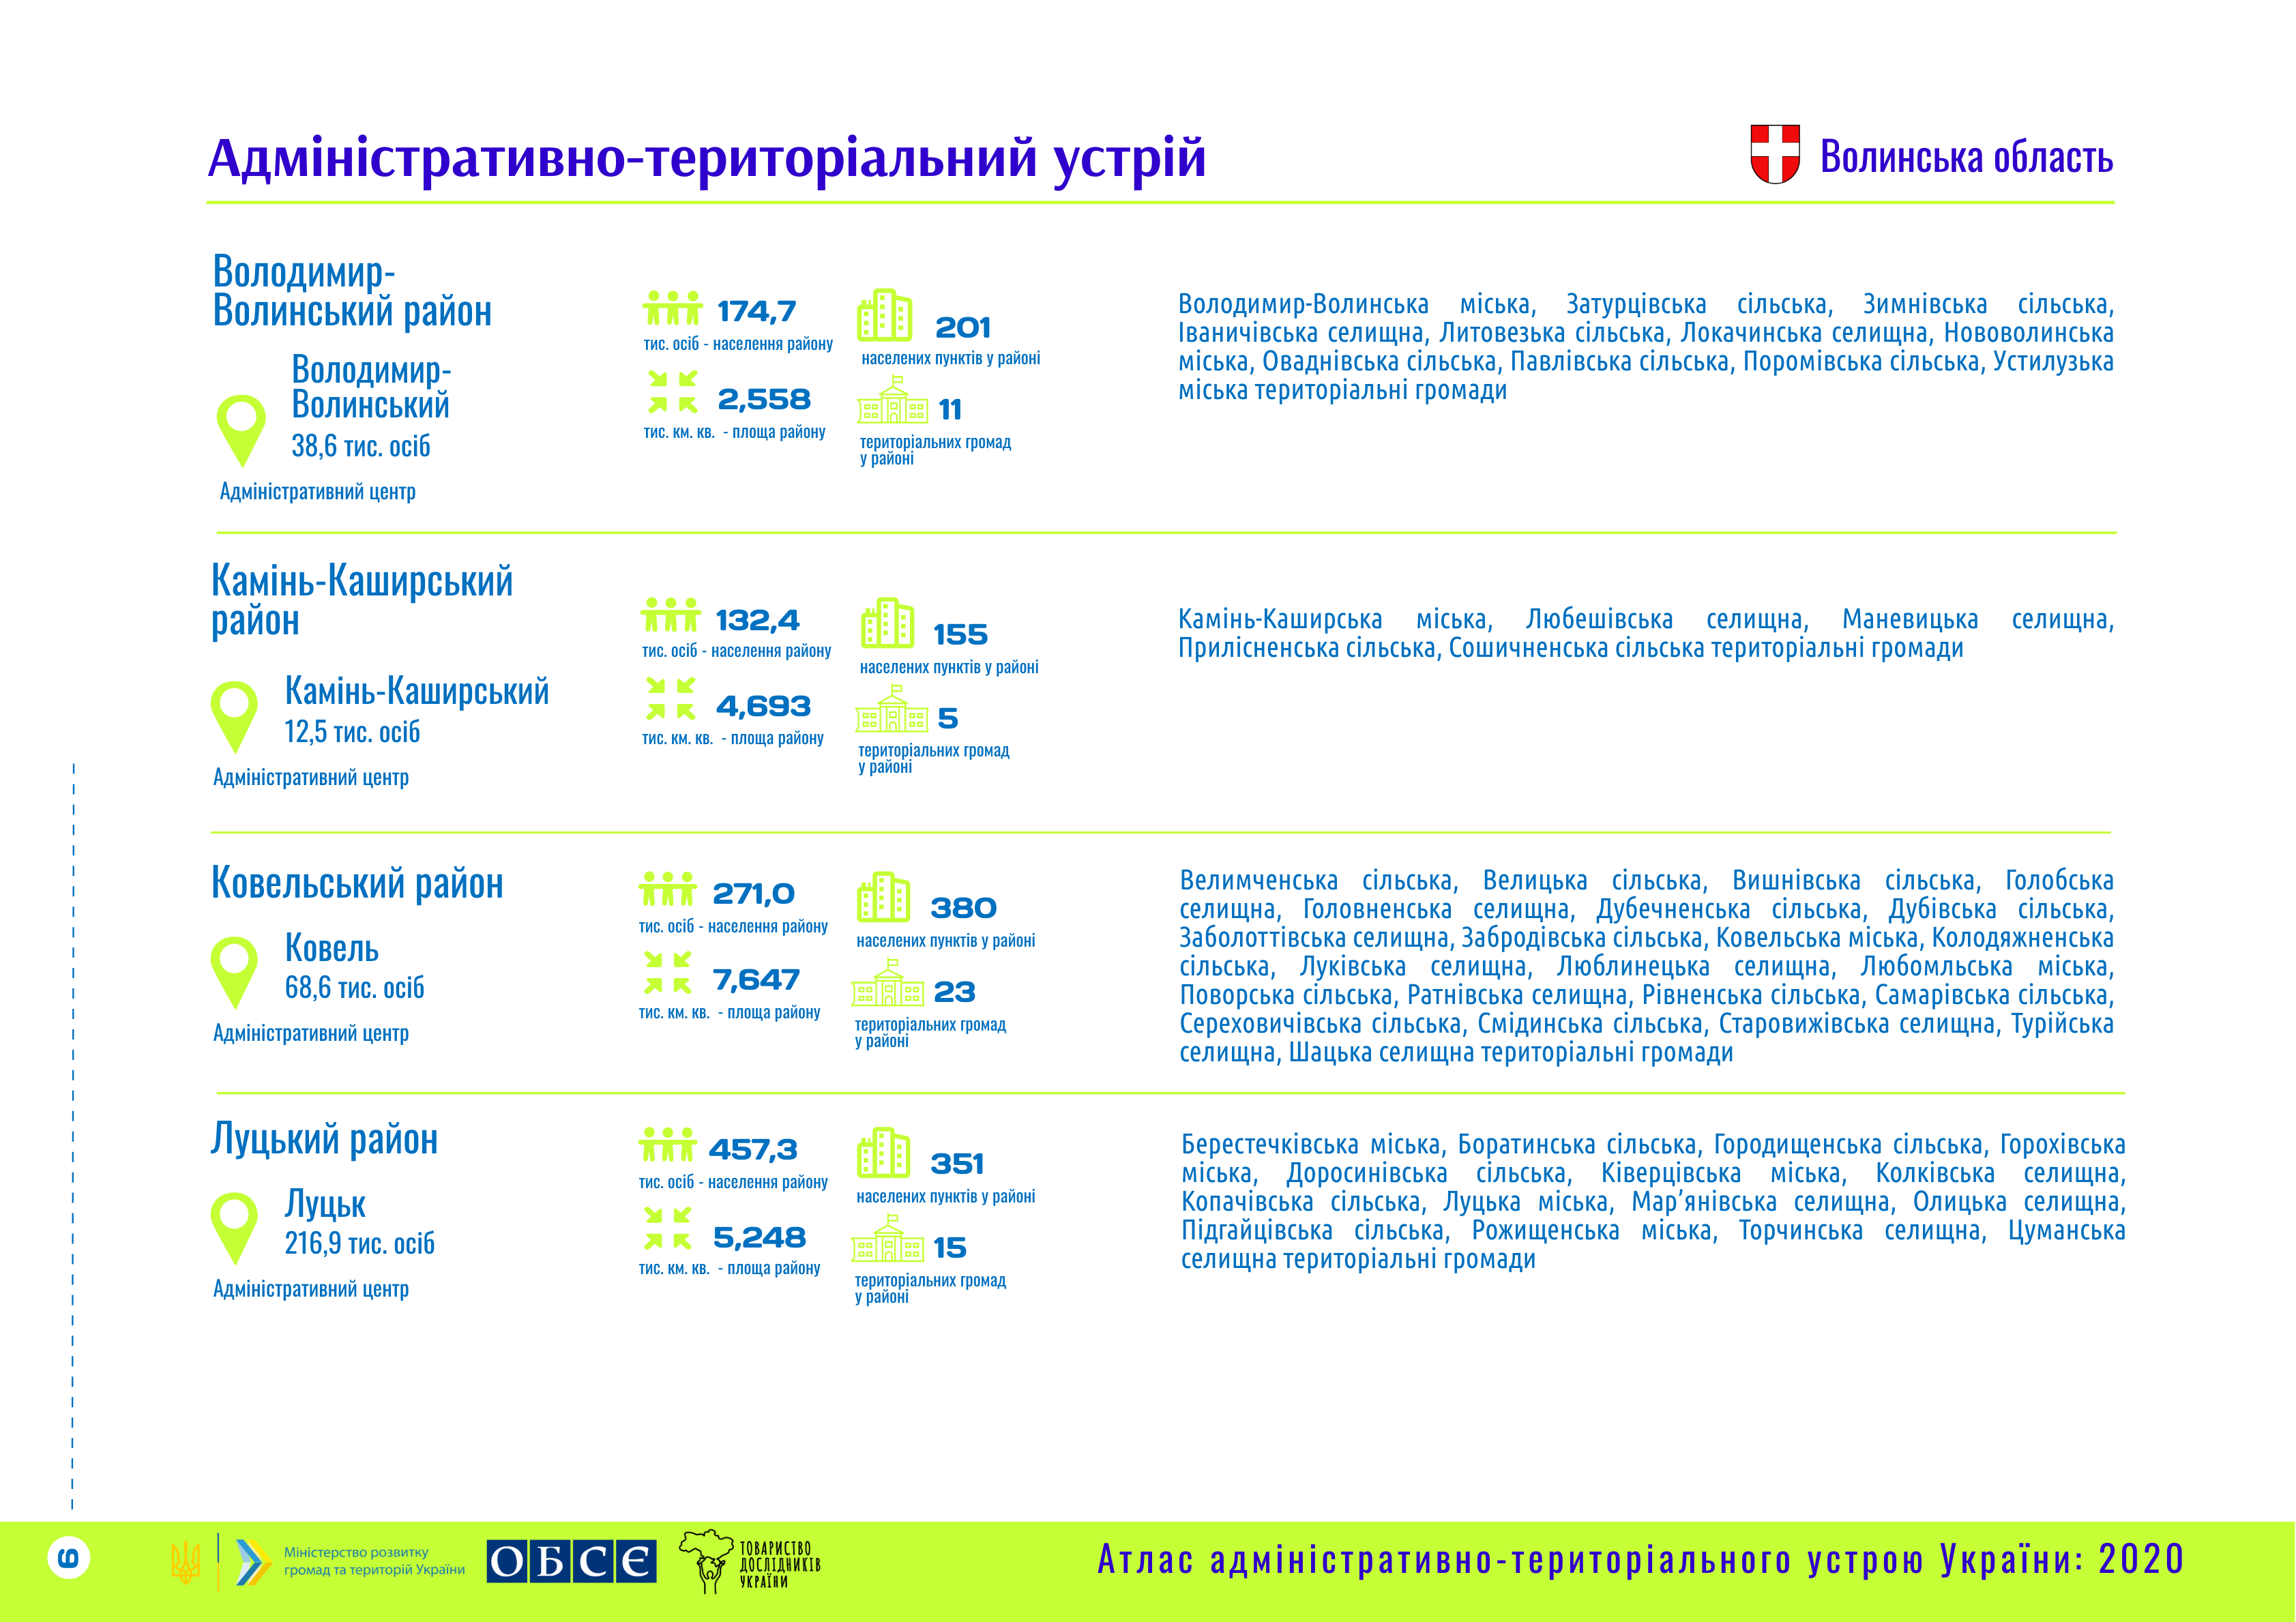 Адміністративно-територіальний устрій
Волинська область
Володимир-
Волинський район
Володимир-
Волинський
38,6 тис. осіб
Адміністративний центр
174,7
тис. осіб - населення району
2,558
тис. км. кв. - площа району
201
населених пунктів у районі
11
територіальних громад
у районі
Володимир-Волинська міська, Затурцівська сільська, Зимнівська сільська,
Іваничівська селищна, Литовезька сільська, Локачинська селищна, Нововолинська
міська, Оваднівська сільська, Павлівська сільська, Поромівська сільська, Устилузька
міська територіальні громади
Камінь-Каширський
район
Камінь-Каширський
12,5 тис. осіб
Адміністративний центр
132,4
тис. осіб - населення району
4,693
тис. км. кв. - площа району
155
населених пунктів у районі
5
територіальних громад
у районі
Камінь-Каширська міська, Любешівська селищна, Маневицька селищна,
Прилісненська сільська, Сошичненська сільська територіальні громади
Ковельський район
Ковель
68,6 тис. осіб
Адміністративний центр
271,0
тис. осіб - населення району
7,647
тис. км. кв. - площа району
380
населених пунктів у районі
23
територіальних громад
у районі
Велимченська сільська, Велицька сільська, Вишнівська сільська, Голобська
селищна, Головненська селищна, Дубечненська сільська, Дубівська сільська,
Заболоттівська селищна, Забродівська сільська, Ковельська міська, Колодяжненська
сільська, Луківська селищна, Люблинецька селищна, Любомльська міська,
Поворська сільська, Ратнівська селищна, Рівненська сільська, Самарівська сільська,
Сереховичівська сільська, Смідинська сільська, Старовижівська селищна, Турійська
селищна, Шацька селищна територіальні громади
Луцький район
Луцьк
216,9 тис. осіб
Адміністративний центр
457,3
тис. осіб - населення району
5,248
тис. км. кв. - площа району
351
населених пунктів у районі
15
територіальних громад
у районі
Берестечківська міська, Боратинська сільська, Городищенська сільська, Горохівська
міська, Доросинівська сільська, Ківерцівська міська, Колківська селищна,
Копачівська сільська, Луцька міська, Мар’янівська селищна, Олицька селищна,
Підгайцівська сільська, Рожищенська міська, Торчинська селищна, Цуманська
селищна територіальні громади
9
Міністерство розвитку
громад та територій України
ОБСЄ
ТОВАРИСТВО
ДОСЛІДНИКІВ
УКРАЇНИ
Атлас адміністративно-територіального устрою України: 2020